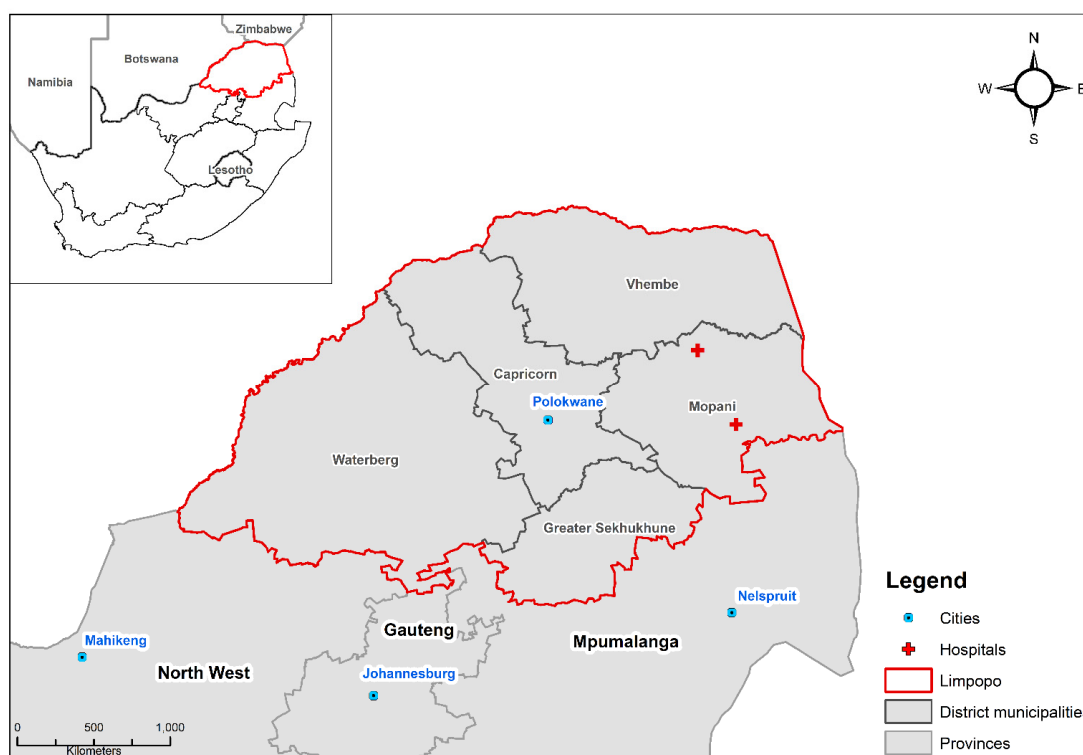 Zimbabwe
Botswana
Namibia
Lesotho
N
W E
S
Vhembe
Capricorn
Polokwane
Mopani
Waterberg
Greater Sekhukhune
Nelspruit
Mahikeng
Gauteng
Mpumalanga
North West
Johannesburg
0 500 1,000
Kilometers
Legend
Cities
Hospitals
Limpopo
District municipalitie
Provinces